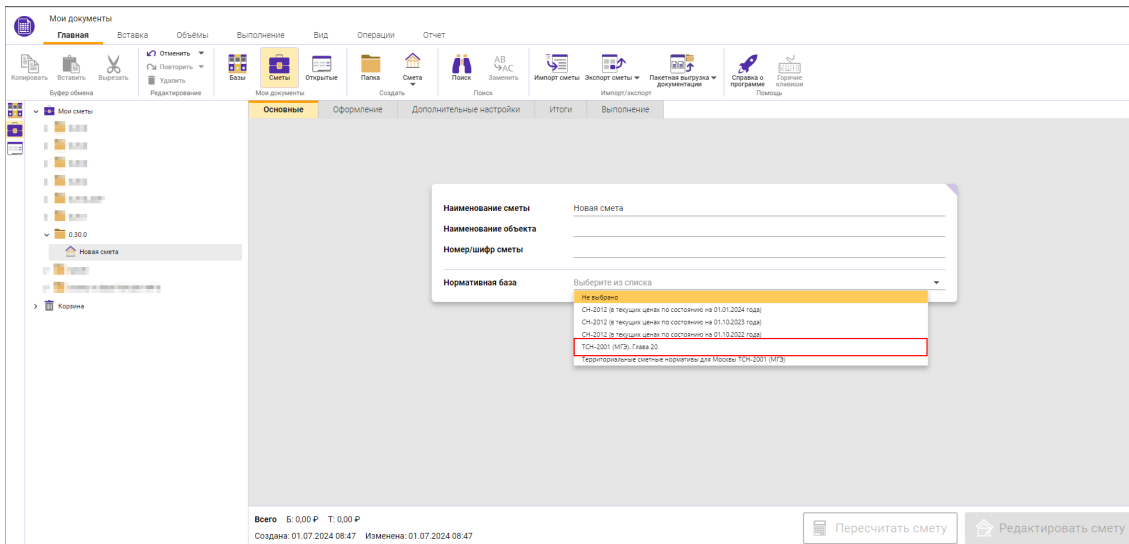 Мои документы
Главная Вставка Объёмы Выполнение Вид Операции Отчет
Копировать Вставить Вырезать
Отменить
Повторить
Удалить
Базы Сметы Открытые
Папка Смета
Поиск Заменить
AB
AC
Импорт сметы Экспорт сметы Пакетная выгрузка документации
Справка о программе Горячие клавиши
Буфер обмена Редактирование Мои документы Создать Поиск Импорт/экспорт Помощь
Мои сметы
0.30.0
Новая смета
Корзина
Основные Оформление Дополнительные настройки Итоги Выполнение
Наименование сметы Новая смета
Наименование объекта
Номер/шифр сметы
Нормативная база Выберите из списка
Не выбрано
СН-2012 (в текущих ценах по состоянию на 01.01.2024 года)
СН-2012 (в текущих ценах по состоянию на 01.10.2023 года)
СН-2012 (в текущих ценах по состоянию на 01.10.2022 года)
ТСН-2001 (МГЭ). Глава 20
Территориальные сметные нормативы для Москвы ТСН-2001 (МГЭ)
Всего Б: 0,00 ₽ Т: 0,00 ₽
Создана: 01.07.2024 08:47 Изменена: 01.07.2024 08:47
Пересчитать смету Редактировать смету